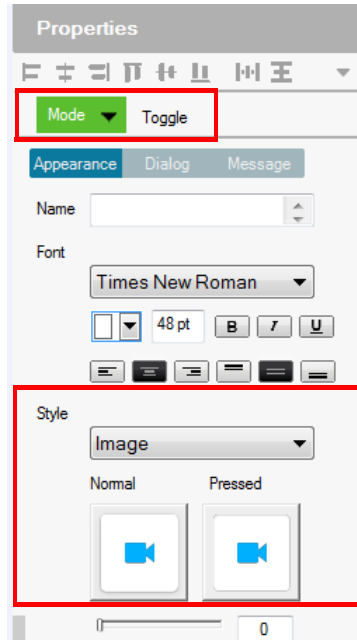 Properties
Mode Toggle
Appearance Dialog Message
Name
Font
Times New Roman
48 pt B I U
Style
Image
Normal Pressed
0